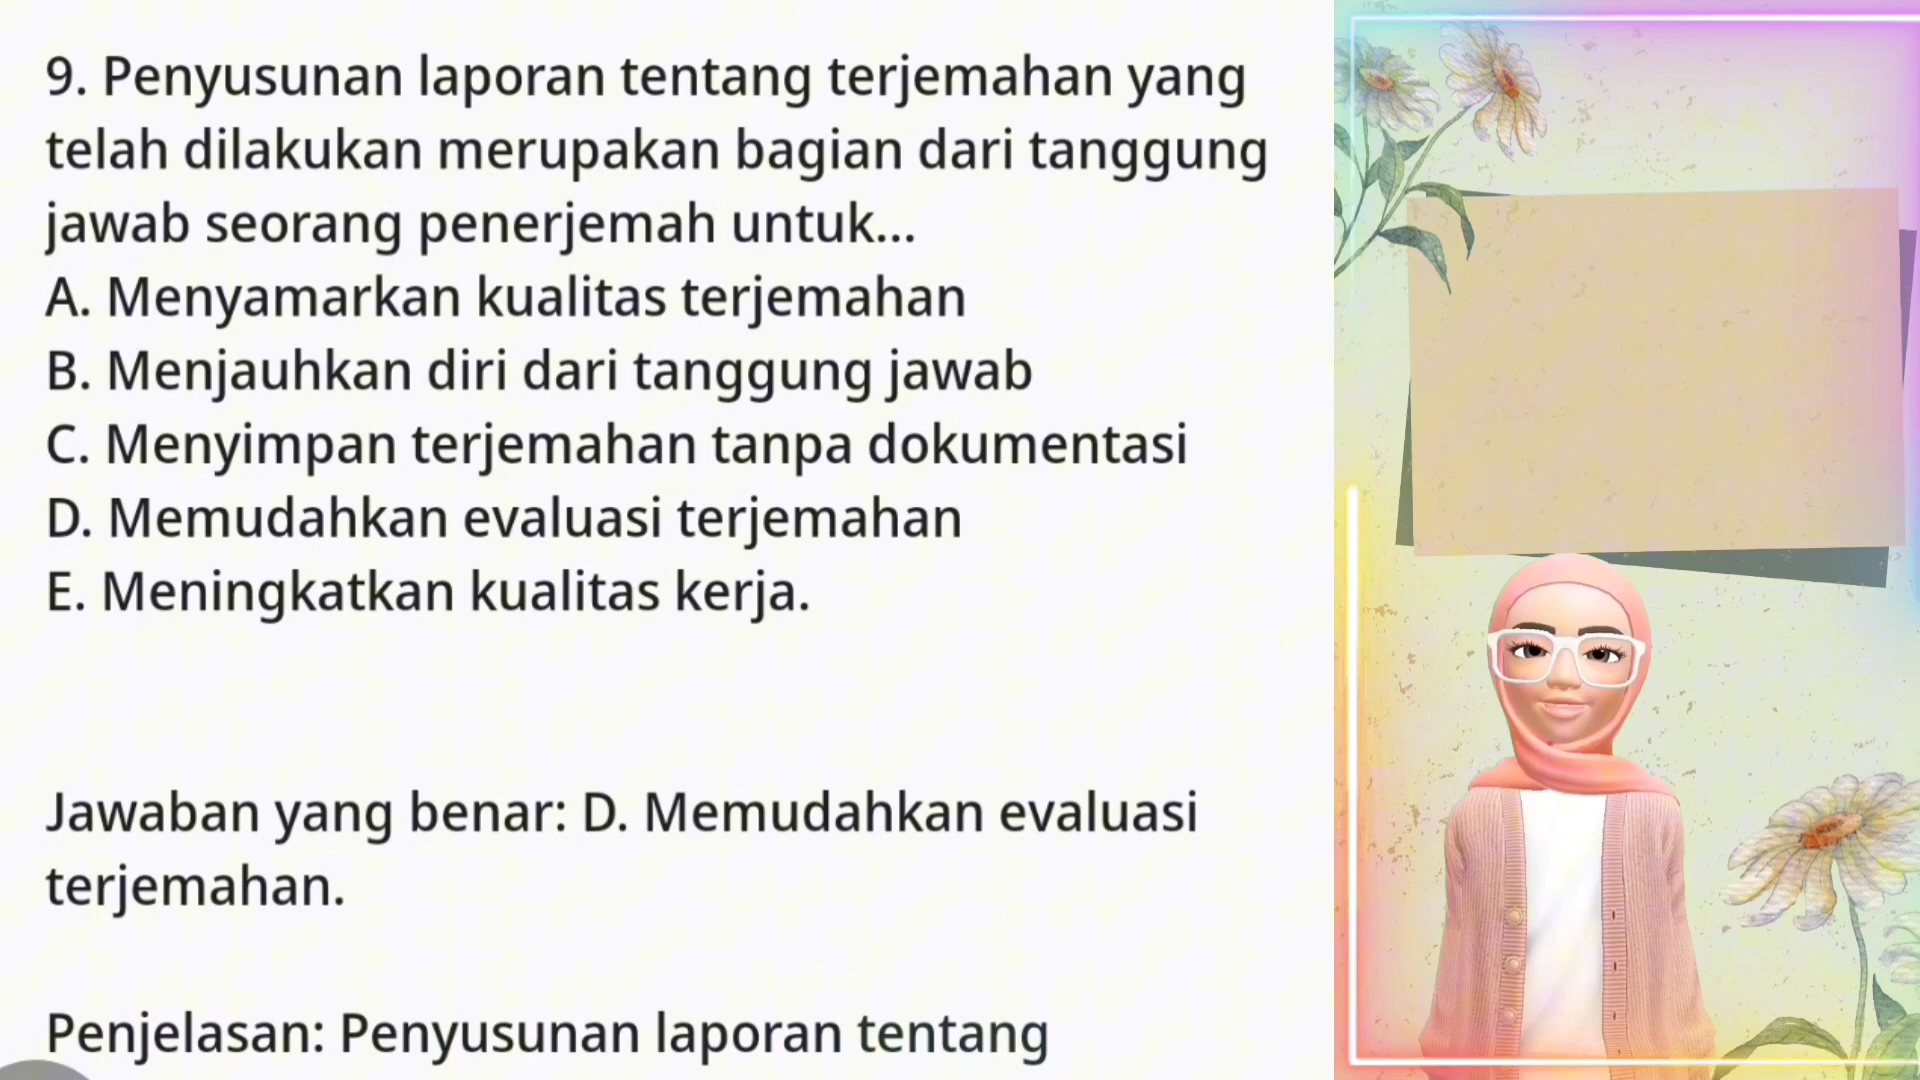 9. Penyusunan laporan tentang terjemahan yang
telah dilakukan merupakan bagian dari tanggung
jawab seorang penerjemah untuk...
A. Menyamarkan kualitas terjemahan
B. Menjauhkan diri dari tanggung jawab
C. Menyimpan terjemahan tanpa dokumentasi
D. Memudahkan evaluasi terjemahan
E. Meningkatkan kualitas kerja.
Jawaban yang benar: D. Memudahkan evaluasi
terjemahan.
Penjelasan: Penyusunan laporan tentang